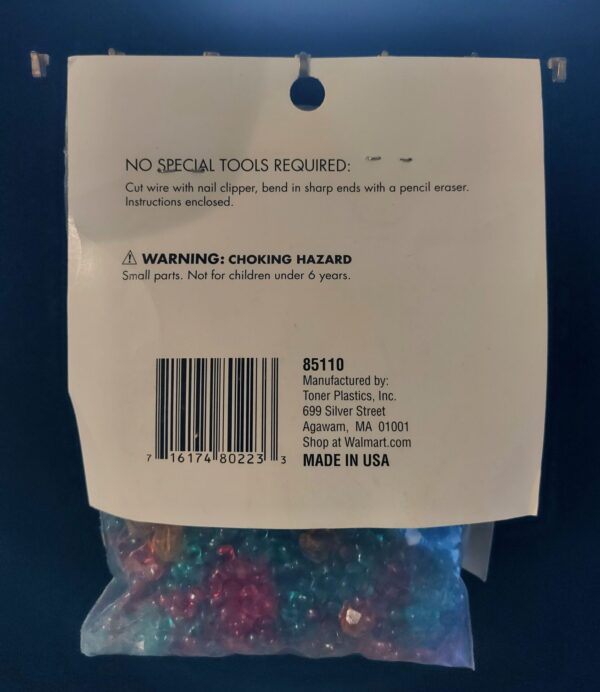 NO SPECIAL TOOLS REQUIRED:
Cut wire with nail clipper, bend in sharp ends with a pencil eraser.
Instructions enclosed.
⚠ WARNING: CHOKING HAZARD
Small parts. Not for children under 6 years.
85110
Manufactured by:
Toner Plastics, Inc.
699 Silver Street
Agawam, MA 01001
Shop at Walmart.com
MADE IN USA
7 16174 80223 3